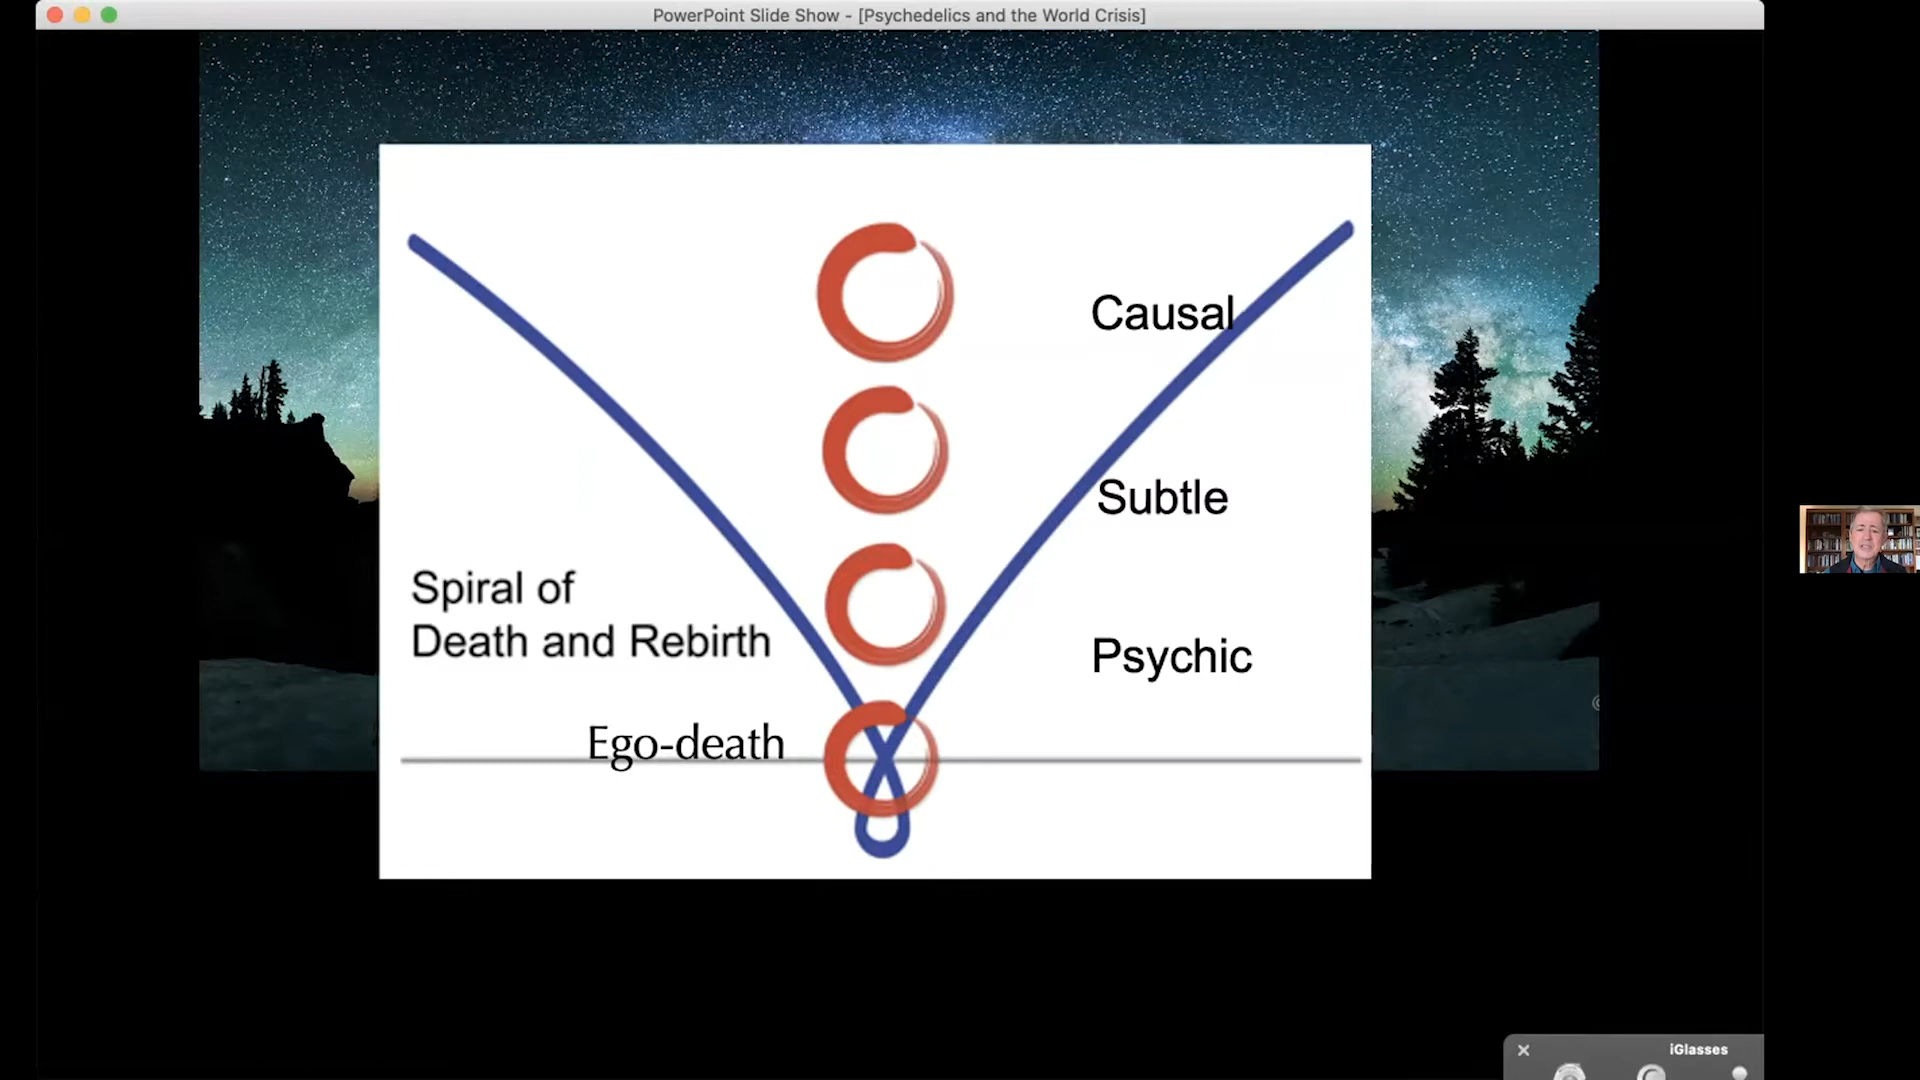 PowerPoint Slide Show - [Psychedelics and the World Crisis]
Causal
Subtle
Spiral of
Death and Rebirth
Psychic
Ego-death
iGlasses